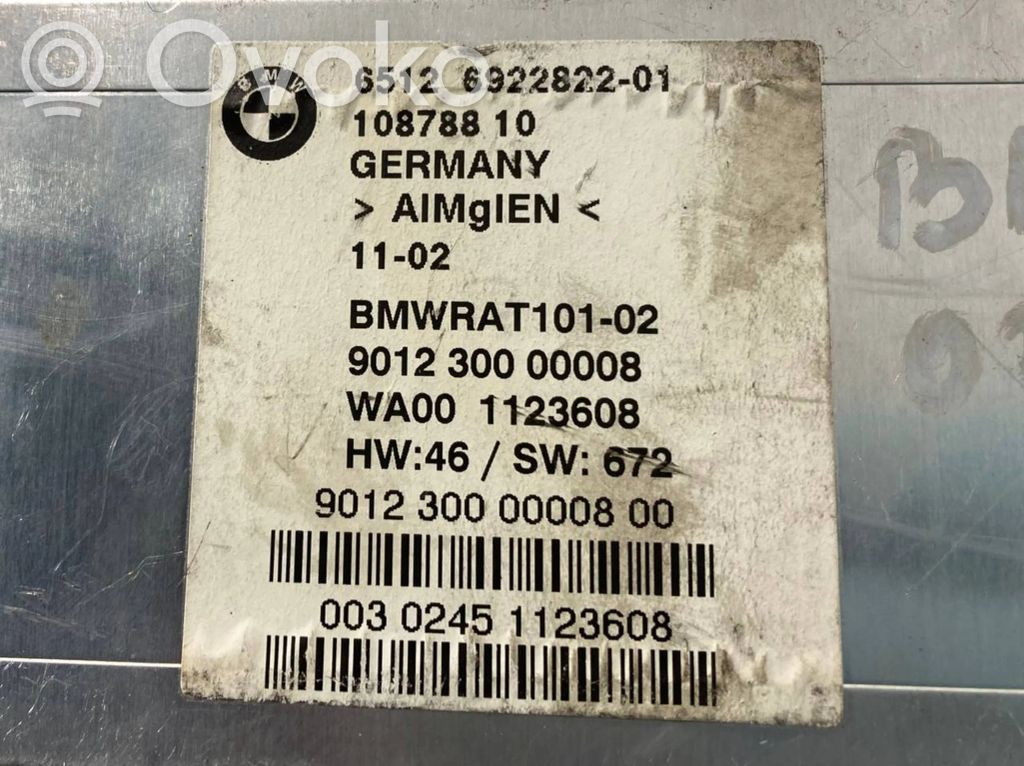 Ovoko
BMW
6512 6922822-01
108788 10
GERMANY
> AlMglEN <
11-02
BMWRAT101-02
9012 300 00008
WA00 1123608
HW:46 / SW: 672
9012 300 00008 00
003 0245 1123608